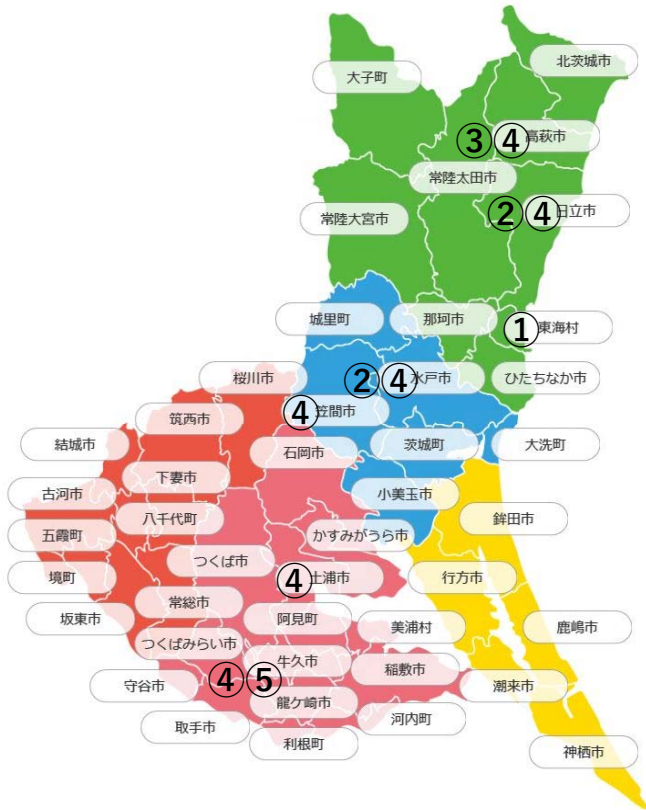 北茨城市
大子町
③ ④ 高萩市
常陸太田市
常陸大宮市
② ④ 日立市
城里町
那珂市
① 東海村
桜川市
② ④ 水戸市
ひたちなか市
④ 笠間市
筑西市
結城市
石岡市
茨城町
大洗町
下妻市
古河市
小美玉市
八千代町
鉾田市
五霞町
かすみがうら市
つくば市
境町
④ 土浦市
行方市
常総市
坂東市
阿見町
美浦村
鹿嶋市
つくばみらい市
牛久市
稲敷市
守谷市
④ ⑤
潮来市
龍ケ崎市
河内町
取手市
利根町
神栖市